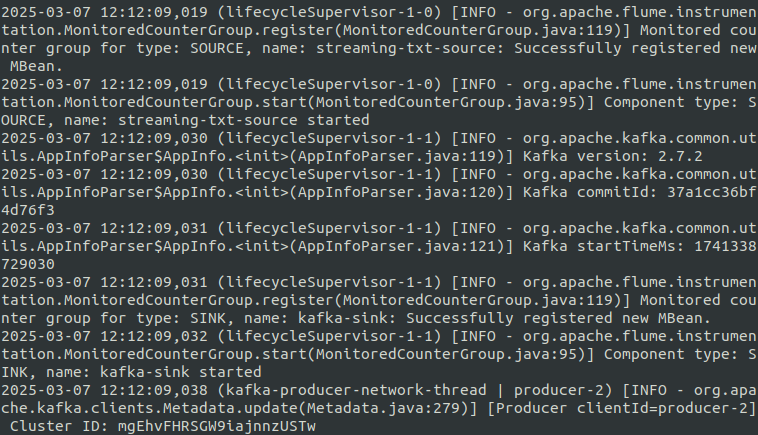 2025-03-07 12:12:09,019 (lifecycleSupervisor-1-0) [INFO - org.apache.flume.instrumen
tation.MonitoredCounterGroup.register(MonitoredCounterGroup.java:119)] Monitored cou
nter group for type: SOURCE, name: streaming-txt-source: Successfully registered new
 MBean.
2025-03-07 12:12:09,019 (lifecycleSupervisor-1-0) [INFO - org.apache.flume.instrumen
tation.MonitoredCounterGroup.start(MonitoredCounterGroup.java:95)] Component type: S
OURCE, name: streaming-txt-source started
2025-03-07 12:12:09,030 (lifecycleSupervisor-1-1) [INFO - org.apache.kafka.common.ut
ils.AppInfoParser$AppInfo.<init>(AppInfoParser.java:119)] Kafka version: 2.7.2
2025-03-07 12:12:09,030 (lifecycleSupervisor-1-1) [INFO - org.apache.kafka.common.ut
ils.AppInfoParser$AppInfo.<init>(AppInfoParser.java:120)] Kafka commitId: 37a1cc36bf
4d76f3
2025-03-07 12:12:09,031 (lifecycleSupervisor-1-1) [INFO - org.apache.kafka.common.ut
ils.AppInfoParser$AppInfo.<init>(AppInfoParser.java:121)] Kafka startTimeMs: 1741338
729030
2025-03-07 12:12:09,031 (lifecycleSupervisor-1-1) [INFO - org.apache.flume.instrumen
tation.MonitoredCounterGroup.register(MonitoredCounterGroup.java:119)] Monitored cou
nter group for type: SINK, name: kafka-sink: Successfully registered new MBean.
2025-03-07 12:12:09,032 (lifecycleSupervisor-1-1) [INFO - org.apache.flume.instrumen
tation.MonitoredCounterGroup.start(MonitoredCounterGroup.java:95)] Component type: S
INK, name: kafka-sink started
2025-03-07 12:12:09,038 (kafka-producer-network-thread | producer-2) [INFO - org.apa
che.kafka.clients.Metadata.update(Metadata.java:279)] [Producer clientId=producer-2]
 Cluster ID: mgEhvFHRSGW9iajnnzUSTw